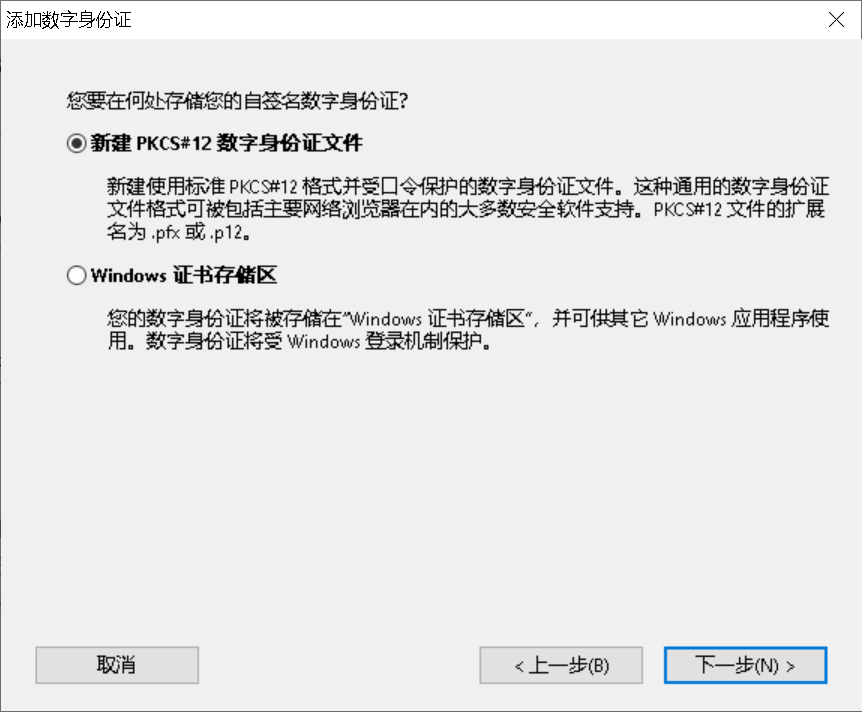 添加数字身份证
您要在何处存储您的自签名数字身份证?
新建 PKCS#12 数字身份证文件
新建使用标准 PKCS#12 格式并受口令保护的数字身份证文件。这种通用的数字身份证
文件格式可被包括主要网络浏览器在内的大多数安全软件支持。PKCS#12 文件的扩展
名为 .pfx 或 .p12。
Windows 证书存储区
您的数字身份证将被存储在“Windows 证书存储区”，并可供其它 Windows 应用程序使
用。数字身份证将受 Windows 登录机制保护。
取消
< 上一步(B)
下一步(N) >